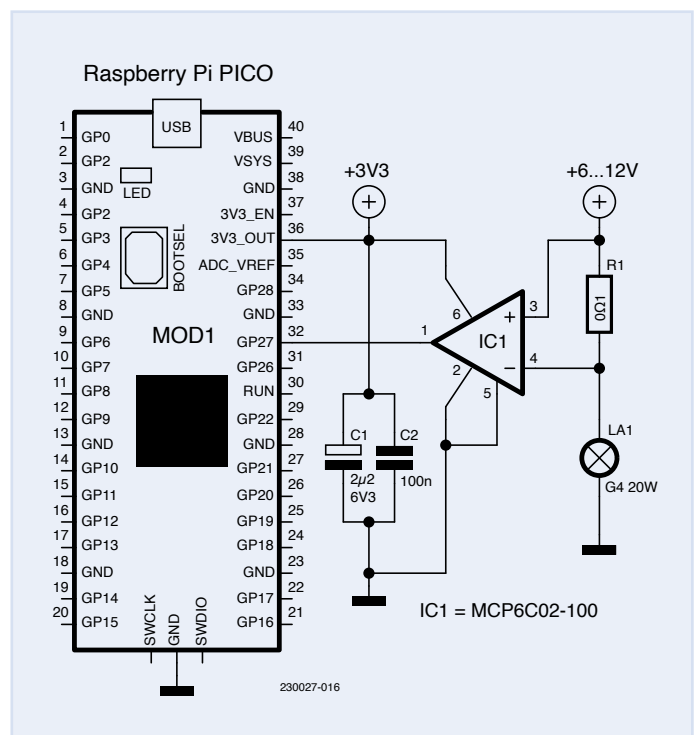 Raspberry Pi PICO
USB
1 GP0
2 GP2
3 GND
4 GP2
5 GP3
6 GP4
7 GP5
8 GND
9 GP6
10 GP7
11 GP8
12 GP9
13 GND
14 GP10
15 GP11
16 GP12
17 GP13
18 GND
19 GP14
20 GP15
LED
BOOTSEL
MOD1
SWCLK
GND
SWDIO
VBUS 40
VSYS 39
GND 38
3V3_EN 37
3V3_OUT 36
ADC_VREF 35
GP28 34
GND 33
GP27 32
GP26 31
RUN 30
GP22 29
GND 28
GP21 27
GP20 26
GP19 25
GP18 24
GND 23
GP17 22
GP16 21
+3V3
+
+6...12V
+
R1
0Ω1
1
6
+ 3
IC1
2
− 4
5
C1
2µ2
6V3
C2
100n
LA1
G4 20W
IC1 = MCP6C02-100
230027-016